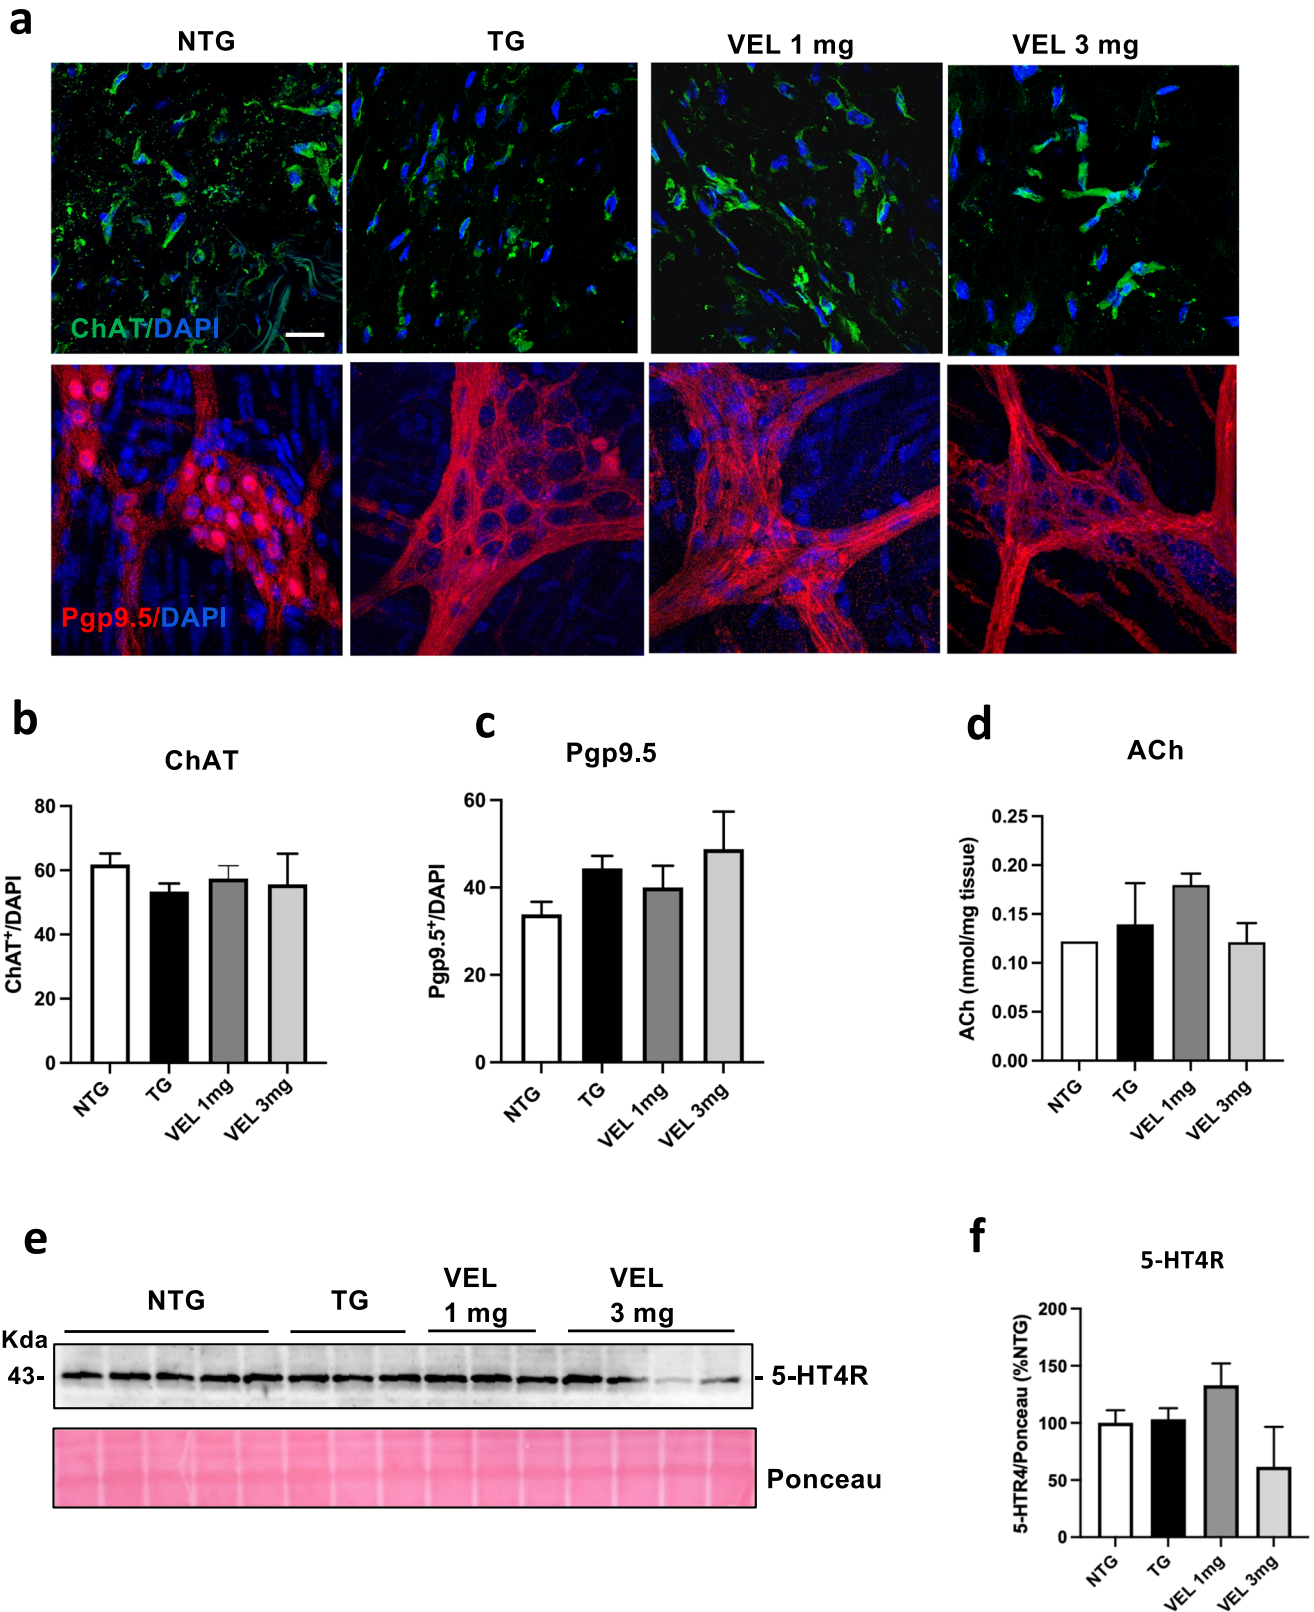 a
NTG TG VEL 1 mg VEL 3 mg
ChAT/DAPI
Pgp9.5/DAPI
b
ChAT
ChAT⁺/DAPI
80
60
40
20
0
NTG TG VEL 1mg VEL 3mg
c
Pgp9.5
Pgp9.5⁺/DAPI
60
40
20
0
NTG TG VEL 1mg VEL 3mg
d
ACh
ACh (nmol/mg tissue)
0.25
0.20
0.15
0.10
0.05
0.00
NTG TG VEL 1mg VEL 3mg
e
NTG TG VEL 1 mg VEL 3 mg
Kda
43- - 5-HT4R
Ponceau
f
5-HT4R
5-HTR4/Ponceau (%NTG)
200
150
100
50
0
NTG TG VEL 1mg VEL 3mg